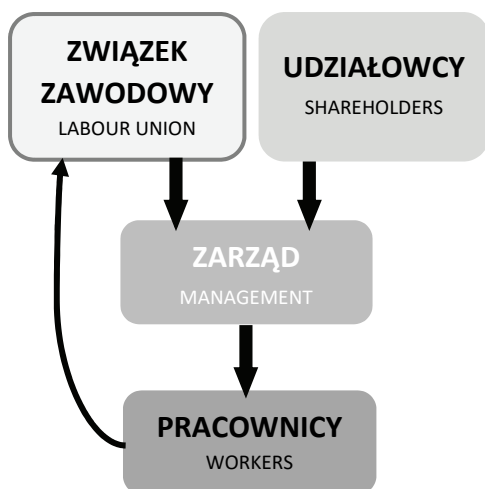 ZWIĄZEK
ZAWODOWY
LABOUR UNION
UDZIAŁOWCY
SHAREHOLDERS
ZARZĄD
MANAGEMENT
PRACOWNICY
WORKERS